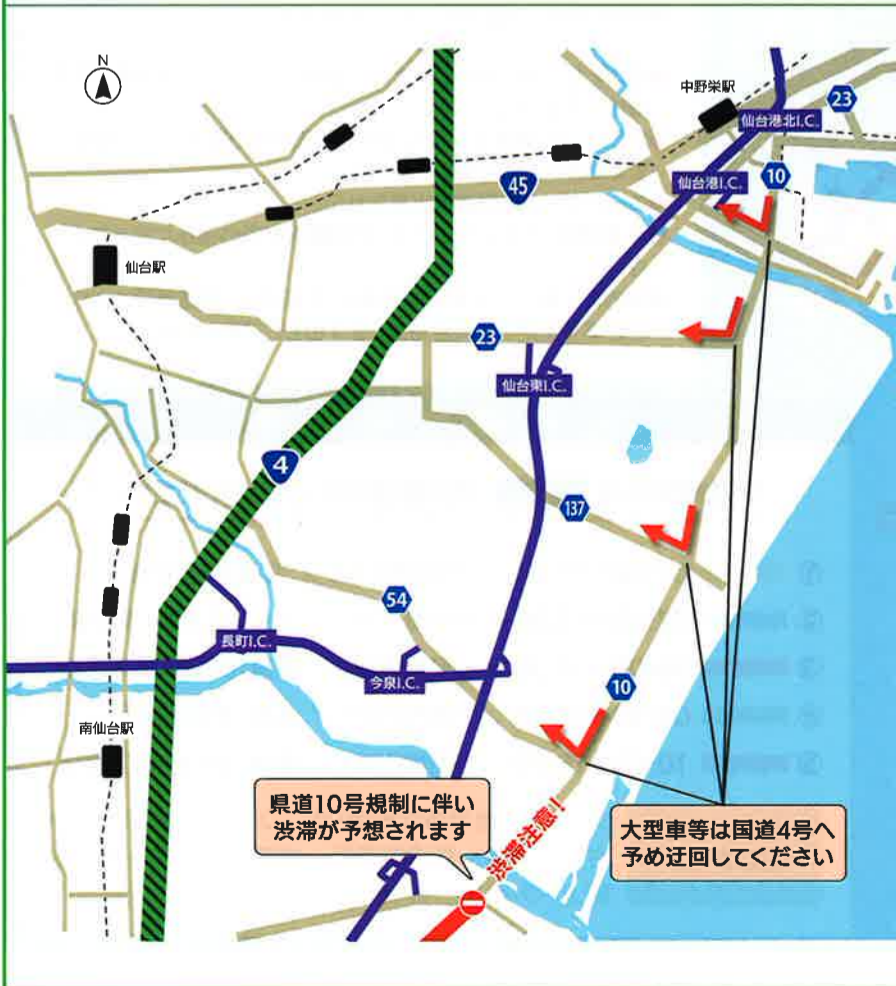 N
中野栄駅
23
仙台港北I.C.
45
仙台港I.C.
10
仙台駅
23
仙台東I.C.
4
137
54
長町I.C.
今泉I.C.
10
南仙台駅
県道10号規制に伴い
渋滞が予想されます
渋滞注意!
大型車等は国道4号へ
予め迂回してください